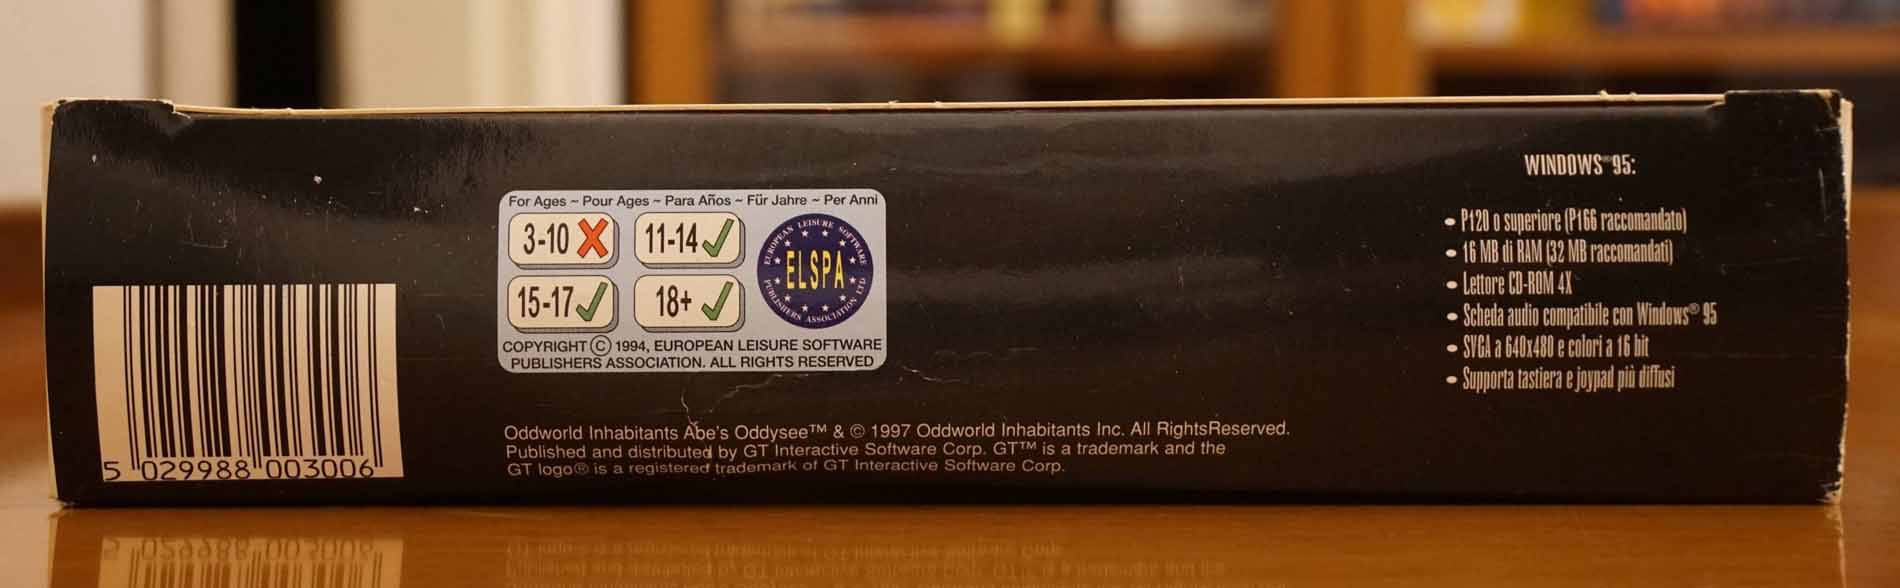 For Ages ~ Pour Ages ~ Para Años ~ Für Jahre ~ Per Anni
3-10
11-14
15-17
18+
EUROPEAN LEISURE SOFTWARE
PUBLISHERS ASSOCIATION LTD
ELSPA
COPYRIGHT © 1994, EUROPEAN LEISURE SOFTWARE
PUBLISHERS ASSOCIATION. ALL RIGHTS RESERVED
5 029988 003006
Oddworld Inhabitants Abe's Oddysee™ & © 1997 Oddworld Inhabitants Inc. All RightsReserved.
Published and distributed by GT Interactive Software Corp. GT™ is a trademark and the
GT logo® is a registered trademark of GT Interactive Software Corp.
WINDOWS® 95:
• P120 o superiore (P166 raccomandato)
• 16 MB di RAM (32 MB raccomandati)
• Lettore CD-ROM 4X
• Scheda audio compatibile con Windows® 95
• SVGA a 640x480 e colori a 16 bit
• Supporta tastiera e joypad più diffusi